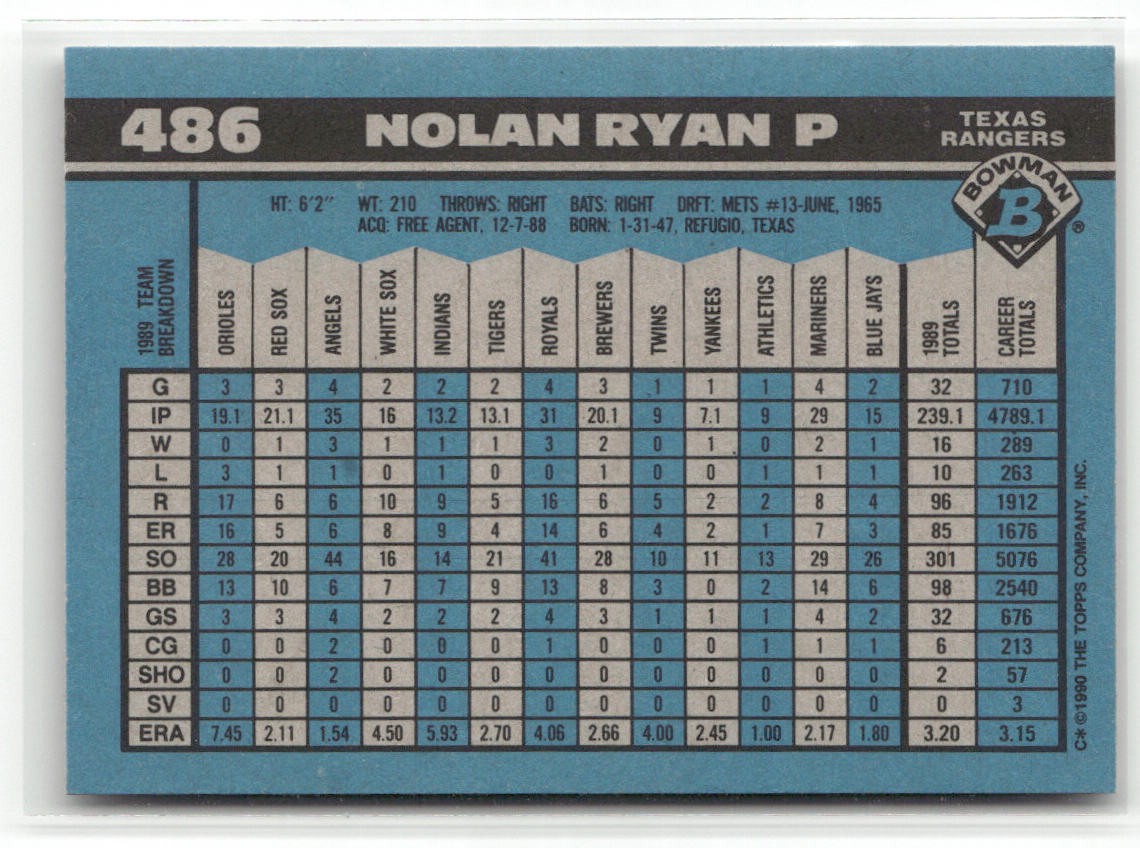 486 NOLAN RYAN P TEXAS RANGERS
BOWMAN
B ®
HT: 6'2" WT: 210 THROWS: RIGHT BATS: RIGHT DRFT: METS #13-JUNE, 1965
ACQ: FREE AGENT, 12-7-88 BORN: 1-31-47, REFUGIO, TEXAS
1989 TEAM BREAKDOWN ORIOLES RED SOX ANGELS WHITE SOX INDIANS TIGERS ROYALS BREWERS TWINS YANKEES ATHLETICS MARINERS BLUE JAYS 1989 TOTALS CAREER TOTALS
G 3 3 4 2 2 2 4 3 1 1 1 4 2 32 710
IP 19.1 21.1 35 16 13.2 13.1 31 20.1 9 7.1 9 29 15 239.1 4789.1
W 0 1 3 1 1 1 3 2 0 1 0 2 1 16 289
L 3 1 1 0 1 0 0 1 0 0 1 1 1 10 263
R 17 6 6 10 9 5 16 6 5 2 2 8 4 96 1912
ER 16 5 6 8 9 4 14 6 4 2 1 7 3 85 1676
SO 28 20 44 16 14 21 41 28 10 11 13 29 26 301 5076
BB 13 10 6 7 7 9 13 8 3 0 2 14 6 98 2540
GS 3 3 4 2 2 2 4 3 1 1 1 4 2 32 676
CG 0 0 2 0 0 0 1 0 0 0 1 1 1 6 213
SHO 0 0 2 0 0 0 0 0 0 0 0 0 0 2 57
SV 0 0 0 0 0 0 0 0 0 0 0 0 0 0 3
ERA 7.45 2.11 1.54 4.50 5.93 2.70 4.06 2.66 4.00 2.45 1.00 2.17 1.80 3.20 3.15
C* ©1990 THE TOPPS COMPANY, INC.